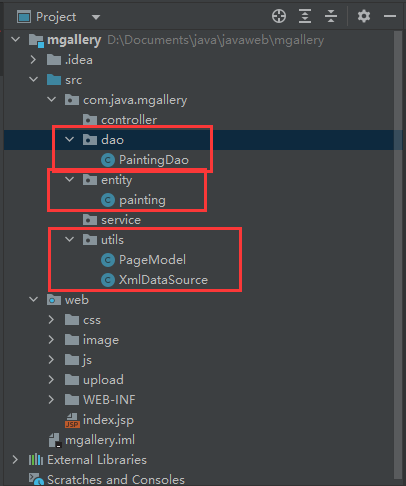 Project
mgallery D:\Documents\java\javaweb\mgallery
.idea
src
com.java.mgallery
controller
dao
PaintingDao
entity
painting
service
utils
PageModel
XmlDataSource
web
css
image
js
upload
WEB-INF
index.jsp
mgallery.iml
External Libraries
Scratches and Consoles